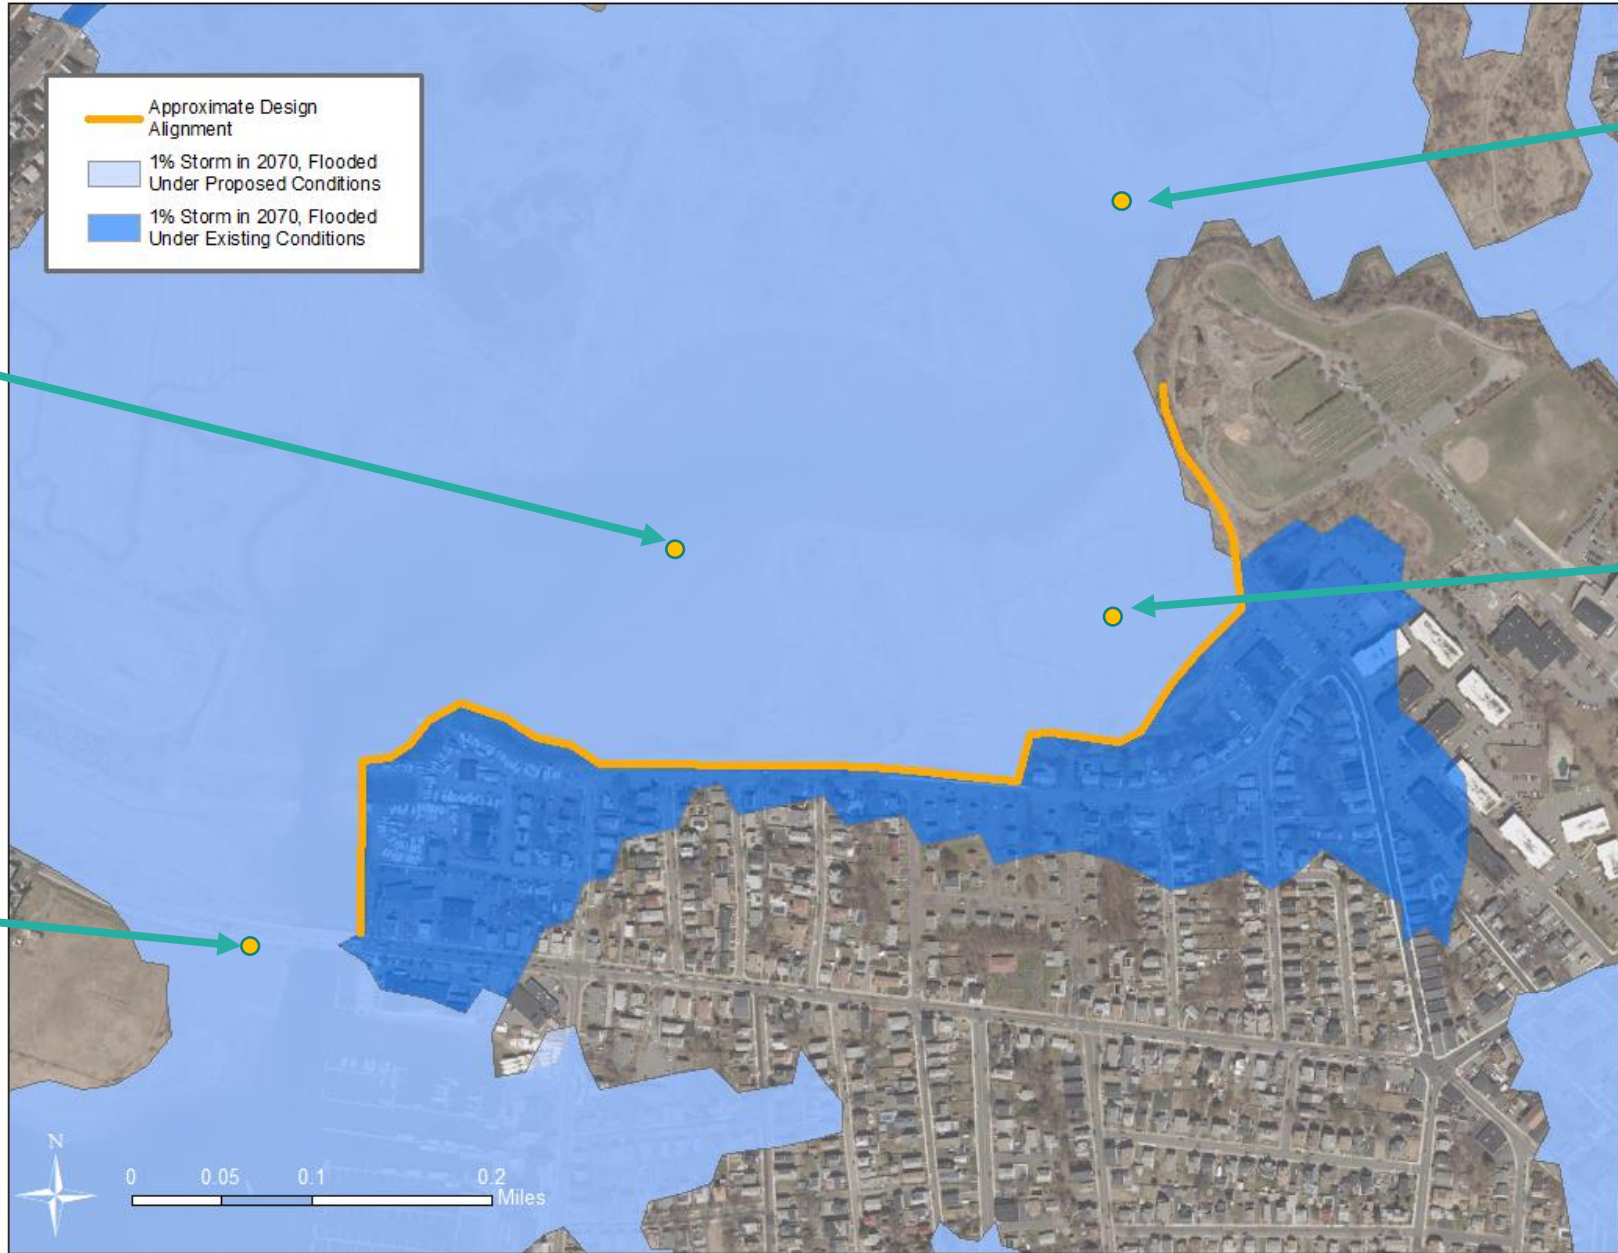 Approximate Design
Alignment
1% Storm in 2070, Flooded
Under Proposed Conditions
1% Storm in 2070, Flooded
Under Existing Conditions
N
0 0.05 0.1 0.2
Miles